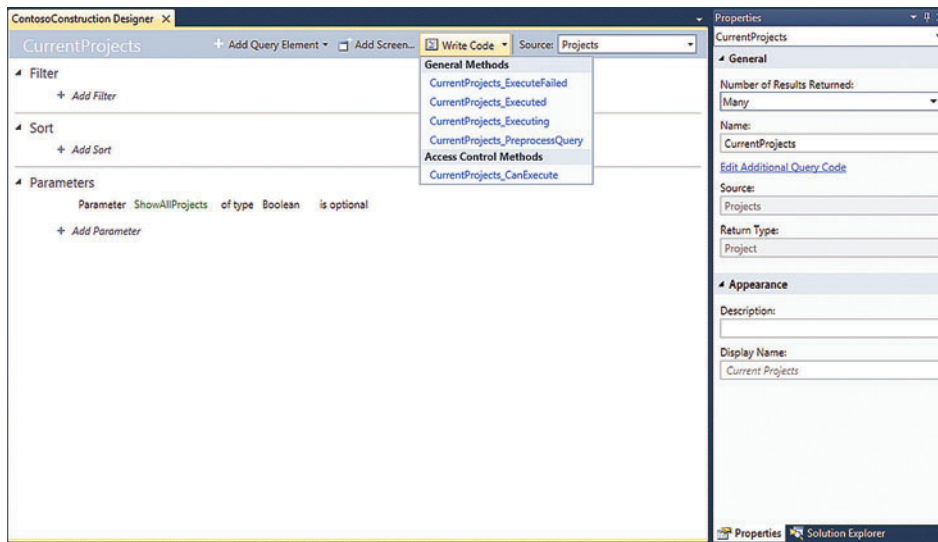 ContosoConstruction Designer
CurrentProjects
Add Query Element
Add Screen...
Write Code
Source: Projects
General Methods
CurrentProjects_ExecuteFailed
CurrentProjects_Executed
CurrentProjects_Executing
CurrentProjects_PreprocessQuery
Access Control Methods
CurrentProjects_CanExecute
Filter
+ Add Filter
Sort
+ Add Sort
Parameters
Parameter ShowAllProjects of type Boolean is optional
+ Add Parameter
Properties
CurrentProjects
General
Number of Results Returned:
Many
Name:
CurrentProjects
Edit Additional Query Code
Source:
Projects
Return Type:
Project
Appearance
Description:
Display Name:
Current Projects
Properties Solution Explorer